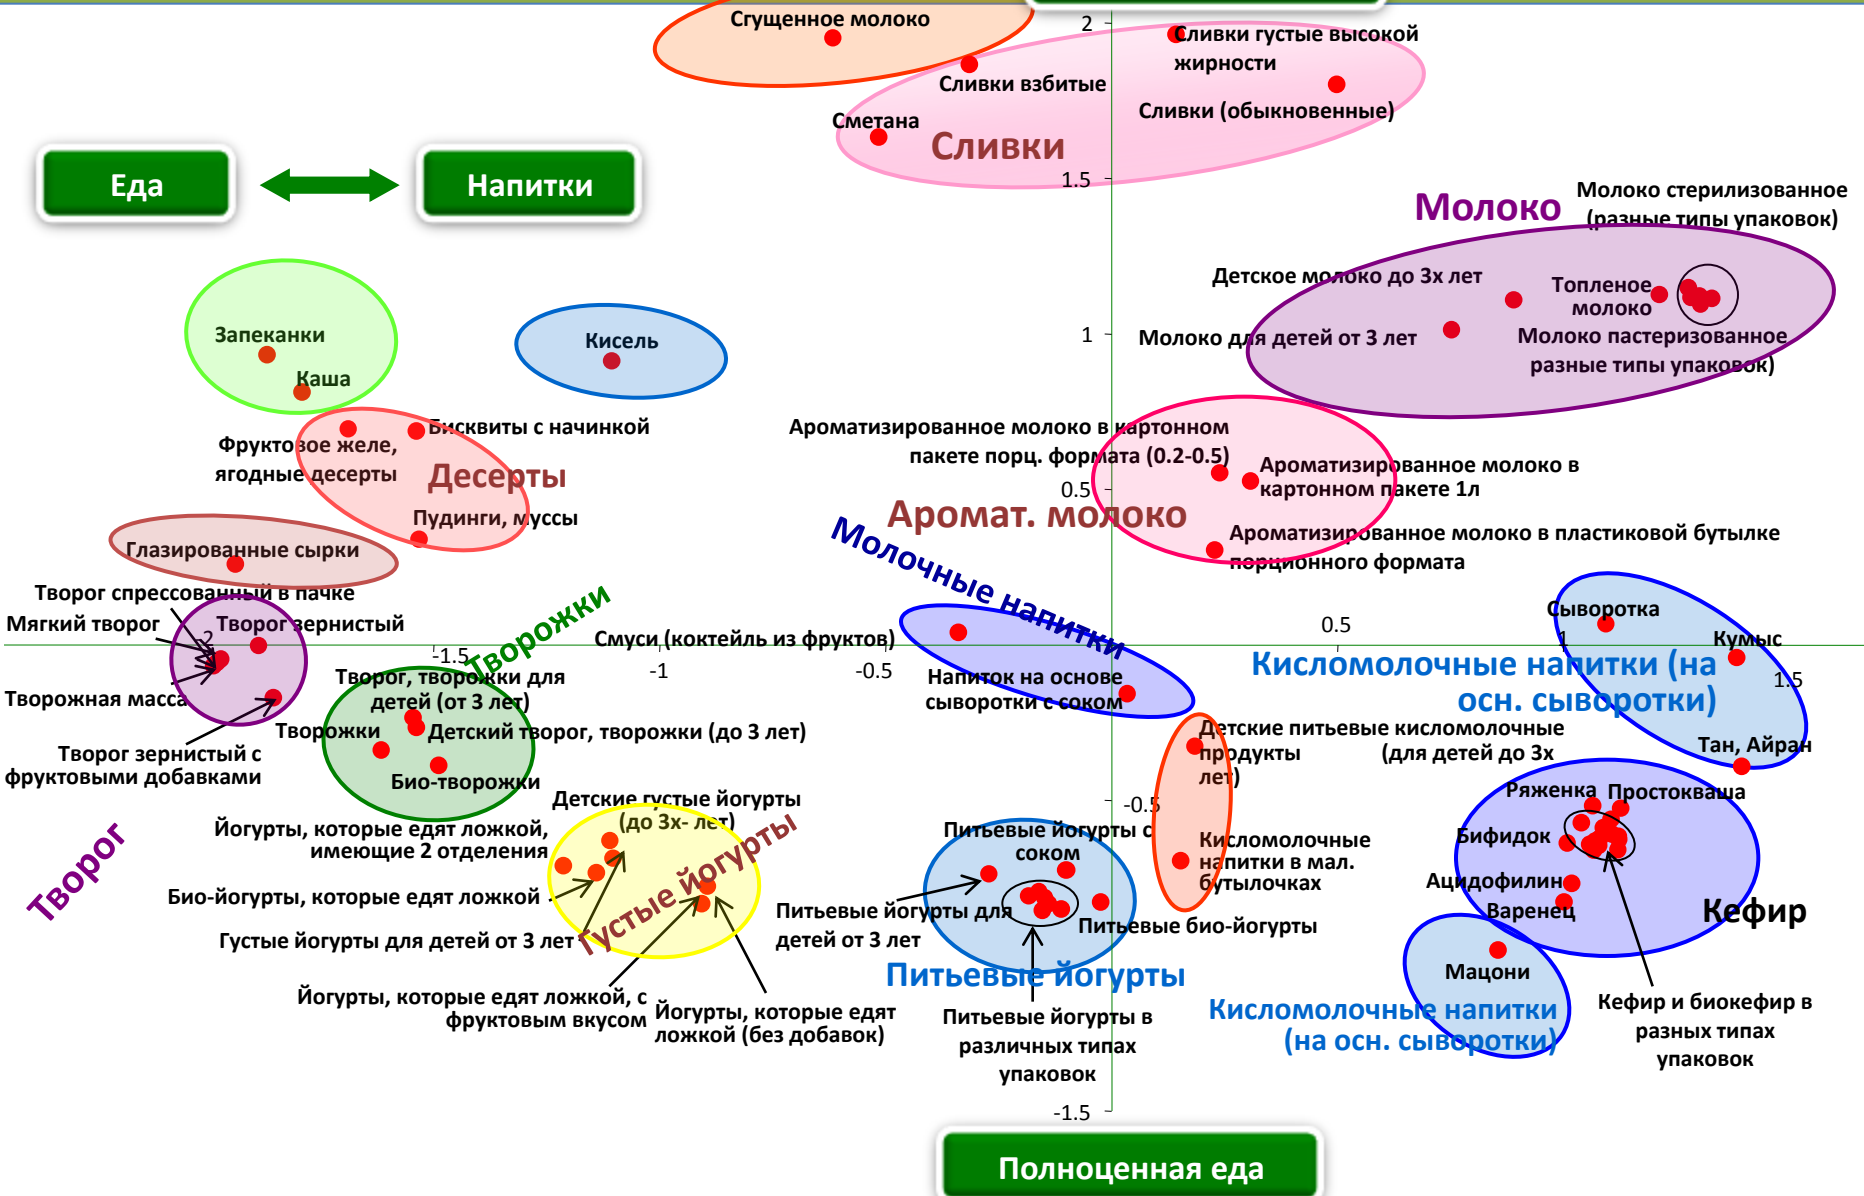 Сгущенное молоко
2
Сливки густые высокой
жирности
Сливки взбитые
Сливки (обыкновенные)
Сметана
Сливки
Еда
Напитки
1.5
Молоко
Молоко стерилизованное
(разные типы упаковок)
Детское молоко до 3х лет
Топленое
молоко
Запеканки
Кисель
1
Молоко для детей от 3 лет
Молоко пастеризованное
разные типы упаковок)
Каша
Бисквиты с начинкой
Фруктовое желе,
ягодные десерты
Десерты
Ароматизированное молоко в картонном
пакете порц. формата (0.2-0.5)
Ароматизированное молоко в
картонном пакете 1л
0.5
Пудинги, муссы
Аромат. молоко
Ароматизированное молоко в пластиковой бутылке
порционного формата
Глазированные сырки
Молочные напитки
Творог спрессованный в пачке
Мягкий творог
Творог зернистый
Творожки
Смуси (коктейль из фруктов)
0.5
Сыворотка
1
Кумыс
-2
-1.5
-1
-0.5
1.5
Кисломолочные напитки (на
осн. сыворотки)
Творог, творожки для
детей (от 3 лет)
Напиток на основе
сыворотки с соком
Творожная масса
Творожки
Детский творог, творожки (до 3 лет)
Детские питьевые кисломолочные
продукты (для детей до 3х
лет)
Тан, Айран
Творог зернистый с
фруктовыми добавками
Био-творожки
Детские густые йогурты
(до 3х- лет)
-0.5
Ряженка
Простокваша
Йогурты, которые едят ложкой,
имеющие 2 отделения
Питьевые йогурты с
соком
Кисломолочные
напитки в мал.
бутылочках
Бифидок
Творог
Густые йогурты
Био-йогурты, которые едят ложкой
Ацидофилин
Варенец
Кефир
Питьевые йогурты для
детей от 3 лет
Питьевые био-йогурты
Густые йогурты для детей от 3 лет
Питьевые йогурты
Мацони
Йогурты, которые едят ложкой, с
фруктовым вкусом
Йогурты, которые едят
ложкой (без добавок)
Кисломолочные напитки
(на осн. сыворотки)
Кефир и биокефир в
разных типах
упаковок
Питьевые йогурты в
различных типах
упаковок
-1.5
Полноценная еда